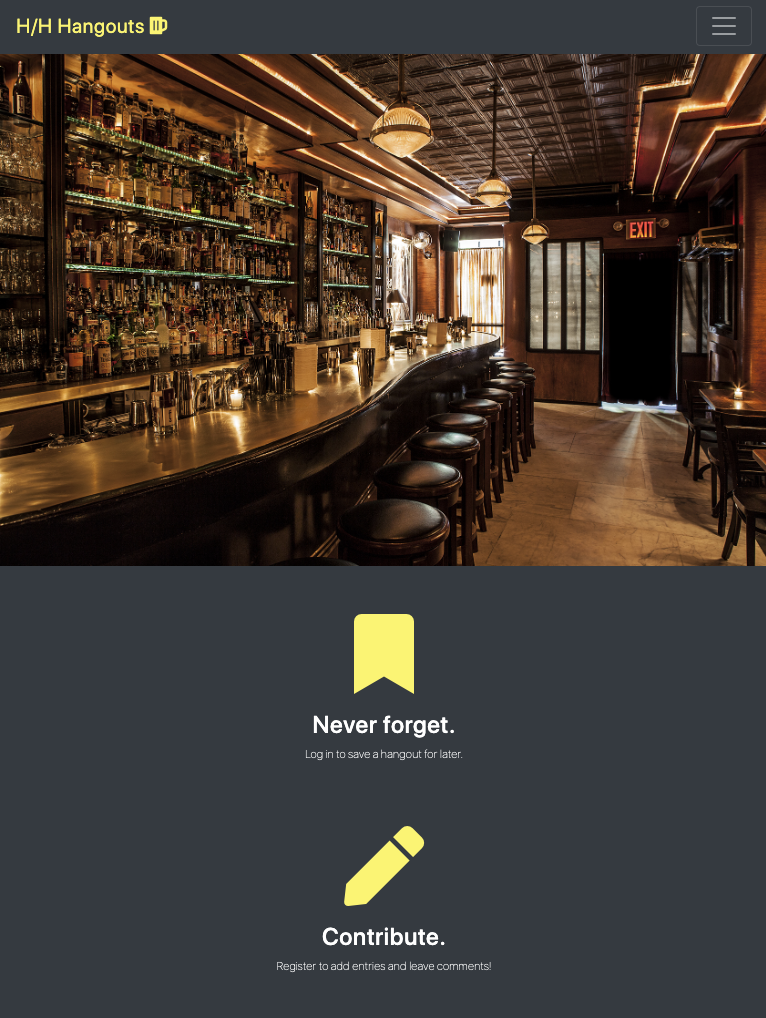 H/H Hangouts
EXIT
Never forget.
Log in to save a hangout for later.
Contribute.
Register to add entries and leave comments!